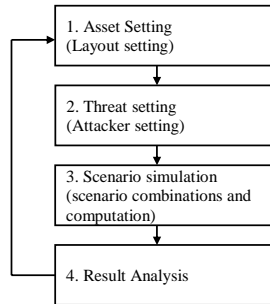 1. Asset Setting
(Layout setting)
2. Threat setting
(Attacker setting)
3. Scenario simulation
(scenario combinations and
computation)
4. Result Analysis